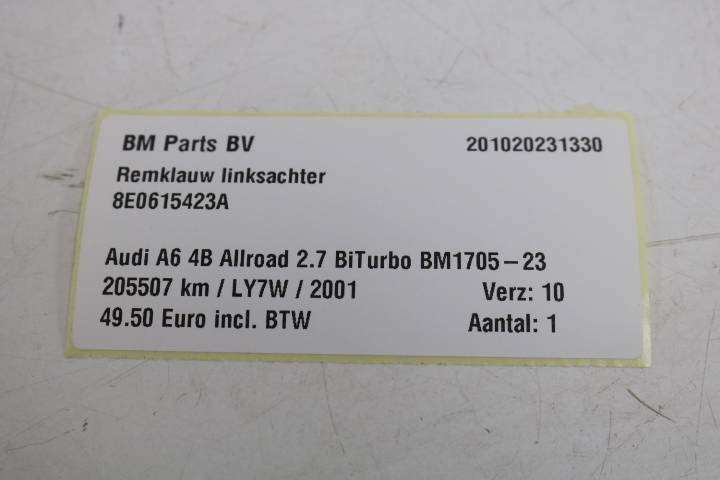 BM Parts BV 201020231330
Remklauw linksachter
8E0615423A
Audi A6 4B Allroad 2.7 BiTurbo BM1705-23
205507 km / LY7W / 2001 Verz: 10
49.50 Euro incl. BTW Aantal: 1